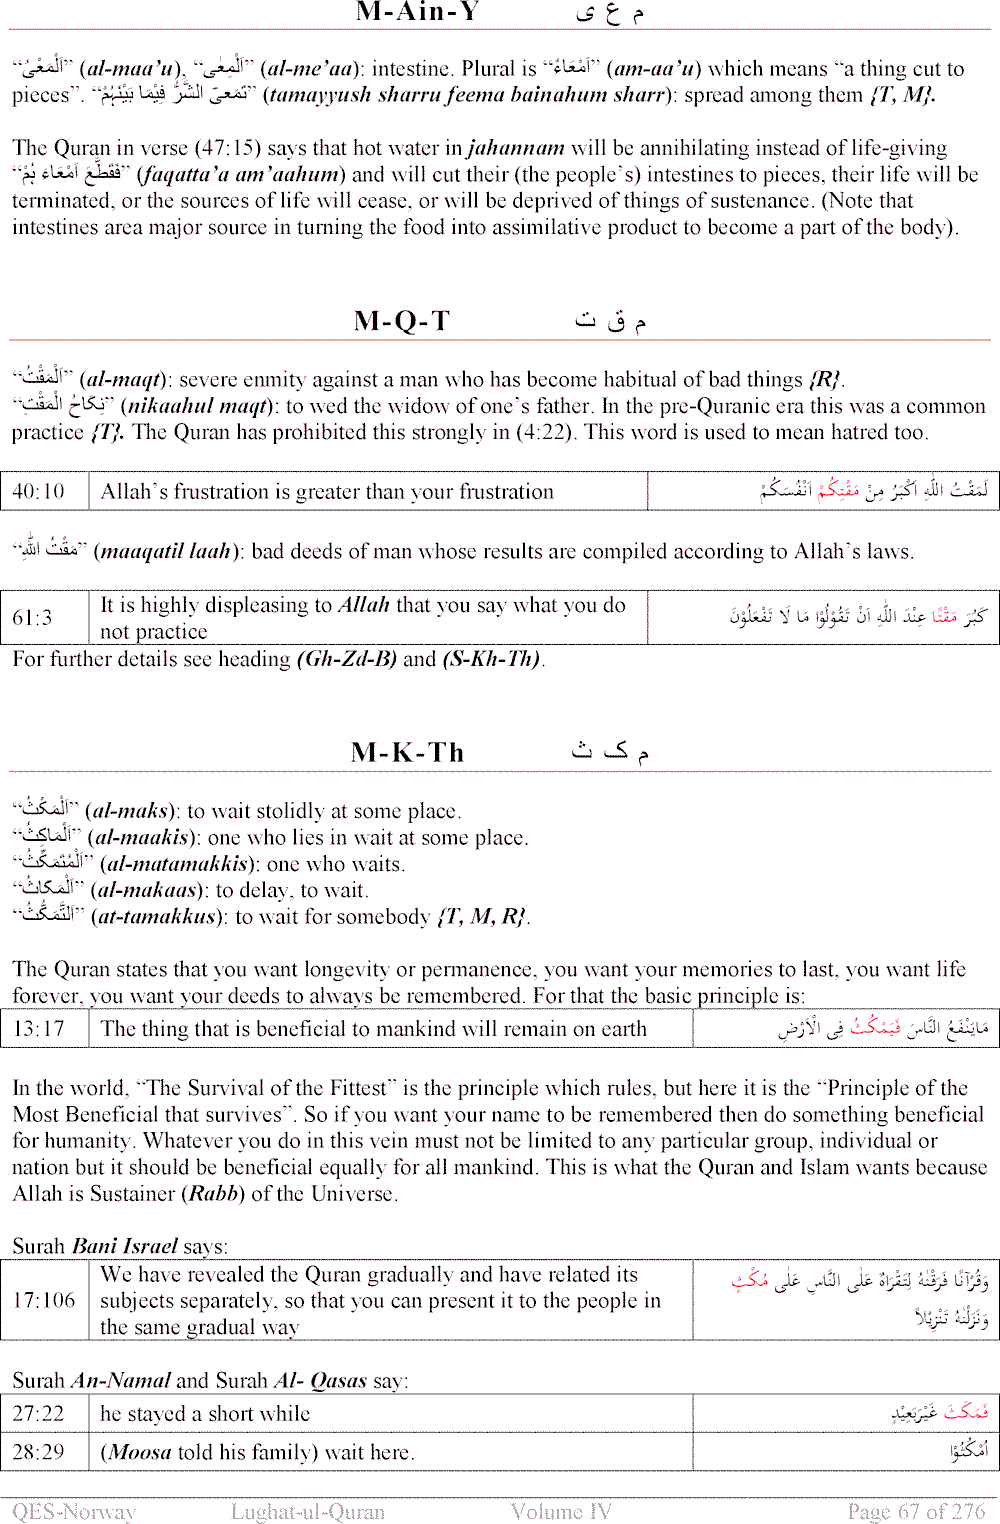 M-Ain-Y م ع ی
“اَلْمَعْیُ” (al-maa’u), “اَلْمِعٰی” (al-me’aa): intestine. Plural is “اَمْعَاءٌ” (am-aa’u) which means “a thing cut to
pieces”. “تَمَعیّ الشَّرُّ فِیْمَا بَیْنَہُمْ” (tamayyush sharru feema bainahum sharr): spread among them {T, M}.
The Quran in verse (47:15) says that hot water in jahannam will be annihilating instead of life-giving
“فَقَطَّعَ اَمْعَاءَ ہُمْ” (faqatta’a am’aahum) and will cut their (the people’s) intestines to pieces, their life will be
terminated, or the sources of life will cease, or will be deprived of things of sustenance. (Note that
intestines area major source in turning the food into assimilative product to become a part of the body).
M-Q-T م ق ت
“اَلْمَقْتُ” (al-maqt): severe enmity against a man who has become habitual of bad things {R}.
“نِکَاحُ الْمَقْتِ” (nikaahul maqt): to wed the widow of one’s father. In the pre-Quranic era this was a common
practice {T}. The Quran has prohibited this strongly in (4:22). This word is used to mean hatred too.
40:10 Allah’s frustration is greater than your frustration لَمَقْتُ اللّٰہِ اَکْبَرُ مِنْ مَقْتِکُمْ اَنْفُسَکُمْ
“مَقْتُ اللّٰہِ” (maaqatil laah): bad deeds of man whose results are compiled according to Allah’s laws.
61:3 It is highly displeasing to Allah that you say what you do کَبُرَ مَقْتًا عِنْدَ اللّٰہِ اَنْ تَقُوْلُوْا مَا لَا تَفْعَلُوْنَ
not practice
For further details see heading (Gh-Zd-B) and (S-Kh-Th).
M-K-Th م ک ث
“اَلْمَکْثُ” (al-maks): to wait stolidly at some place.
“اَلْمَاکِثُ” (al-maakis): one who lies in wait at some place.
“اَلْمُتَمَکِّثُ” (al-matamakkis): one who waits.
“اَلْمَکَاثُ” (al-makaas): to delay, to wait.
“اَلتَّمَکُّثُ” (at-tamakkus): to wait for somebody {T, M, R}.
The Quran states that you want longevity or permanence, you want your memories to last, you want life
forever, you want your deeds to always be remembered. For that the basic principle is:
13:17 The thing that is beneficial to mankind will remain on earth مَایَنْفَعُ النَّاسَ فَیَمْکُثُ فِی الْاَرْضِ
In the world, “The Survival of the Fittest” is the principle which rules, but here it is the “Principle of the
Most Beneficial that survives”. So if you want your name to be remembered then do something beneficial
for humanity. Whatever you do in this vein must not be limited to any particular group, individual or
nation but it should be beneficial equally for all mankind. This is what the Quran and Islam wants because
Allah is Sustainer (Rabb) of the Universe.
Surah Bani Israel says:
We have revealed the Quran gradually and have related its وَقُرْآنًا فَرَقْنٰہُ لِتَقْرَاَہٗ عَلَی النَّاسِ عَلٰی مُکْثٍ
17:106 subjects separately, so that you can present it to the people in
the same gradual way وَنَزَلْنٰہُ تَنْزِیْلاً
Surah An-Namal and Surah Al- Qasas say:
27:22 he stayed a short while فَمَکَثَ غَیْرَبَعِیْدٍ
28:29 (Moosa told his family) wait here. اُمْکُثُوْا
QES-Norway Lughat-ul-Quran Volume IV Page 67 of 276